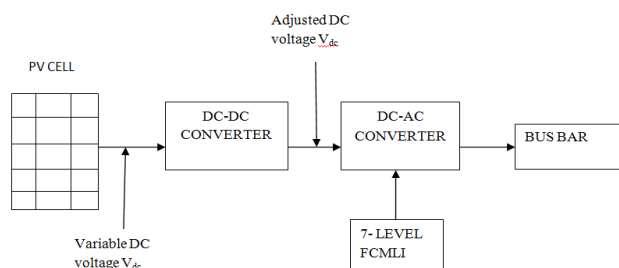 Adjusted DC
voltage Vdc
PV CELL
DC-DC
CONVERTER
DC-AC
CONVERTER
BUS BAR
7- LEVEL
FCMLI
Variable DC
voltage Vdc